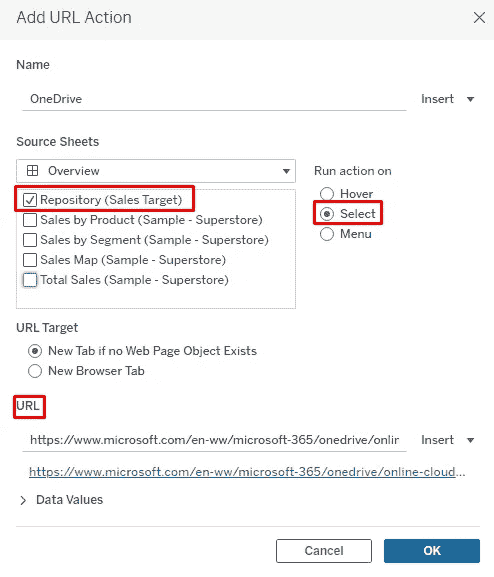 Add URL Action
Name
OneDrive
Insert
Source Sheets
Overview
Repository (Sales Target)
Sales by Product (Sample - Superstore)
Sales by Segment (Sample - Superstore)
Sales Map (Sample - Superstore)
Total Sales (Sample - Superstore)
Run action on
Hover
Select
Menu
URL Target
New Tab if no Web Page Object Exists
New Browser Tab
URL
https://www.microsoft.com/en-ww/microsoft-365/onedrive/onlin
Insert
https://www.microsoft.com/en-ww/microsoft-365/onedrive/online-cloud...
Data Values
Cancel
OK